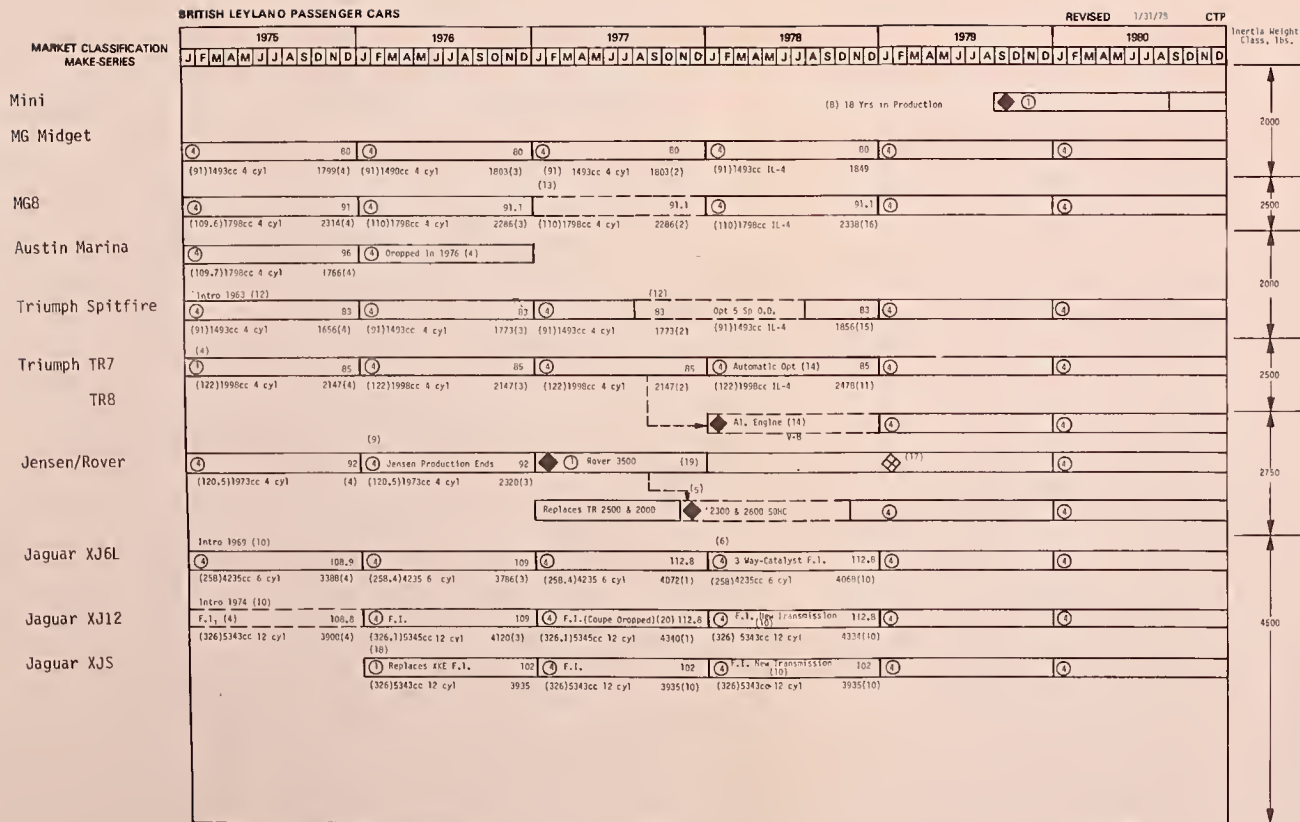 BRITISH LEYLANO PASSENGER CARS
REVISED 1/31/78 CTP
MARKET CLASSIFICATION
MAKE-SERIES
1975 1976 1977 1978 1979 1980
Inertia Weight
Class, lbs.
J F M A M J J A S O N D J F M A M J J A S O N D J F M A M J J A S O N D J F M A M J J A S O N D J F M A M J J A S O N D J F M A M J J A S O N D
Mini (8) 18 Yrs in Production 1
2000
MG Midget
4 80 4 80 4 80 4 80 4 4
(91)1493cc 4 cyl 1799(4) (91)1490cc 4 cyl 1803(3) (91) 1493cc 4 cyl 1803(2) (91)1493cc IL-4 1849
(13)
MG8 4 91 4 91.1 91.1 4 91.1 4 4
2500
(109.6)1798cc 4 cyl 2314(4) (110)1798cc 4 cyl 2286(3) (110)1798cc 4 cyl 2286(2) (110)1798cc IL-4 2338(16)
Austin Marina 4 96 4 Oropped In 1976 (4)
(109.7)1798cc 4 cyl 1766(4)
2000
Intro 1963 (12) (12)
Triumph Spitfire 4 83 4 83 4 83 Opt 5 Sp O.D. 83 4 4
(91)1493cc 4 cyl 1656(4) (91)1493cc 4 cyl 1773(3) (91)1493cc 4 cyl 1773(2) (91)1493cc IL-4 1856(15)
(4)
Triumph TR7 1 85 4 85 4 85 4 Automatic Opt (14) 85 4 4
2500
(122)1998cc 4 cyl 2147(4) (122)1998cc 4 cyl 2147(3) (122)1998cc 4 cyl 2147(2) (122)1998cc IL-4 2478(11)
TR8 Al. Engine (14) 4 4
V-8
(9)
Jensen/Rover 4 92 4 Jensen Production Ends 92 1 Rover 3500 (19) (17) 4
2750
(120.5)1973cc 4 cyl (4) (120.5)1973cc 4 cyl 2320(3)
(5)
Replaces TR 2500 & 2000 2300 & 2600 SOHC 4 4
Intro 1969 (10) (6)
Jaguar XJ6L 4 108.9 4 109 4 112.8 4 3 Way-Catalyst F.I. 112.8 4 4
(258)4235cc 6 cyl 3388(4) (258.4)4235 6 cyl 3786(3) (258.4)4235 6 cyl 4072(1) (258)4235cc 6 cyl 4068(10)
Intro 1974 (10)
Jaguar XJ12 F.I, (4) 108.8 4 F.I. 109 4 F.I.(Coupe Oropped)(20) 112.8 4 F.I. New Transmission (10) 112.8 4 4
4500
(326)5343cc 12 cyl 3900(4) (326.1)5345cc 12 cyl 4120(3) (326.1)5345cc 12 cyl 4340(1) (326) 5343cc 12 cyl 4334(10)
(18)
Jaguar XJS 1 Replaces XKE F.I. 102 4 F.I. 102 4 F.I. New Transmission (10) 102 4 4
(326)5343cc 12 cyl 3935 (326)5343cc 12 cyl 3935(10) (326)5343cc 12 cyl 3935(10)